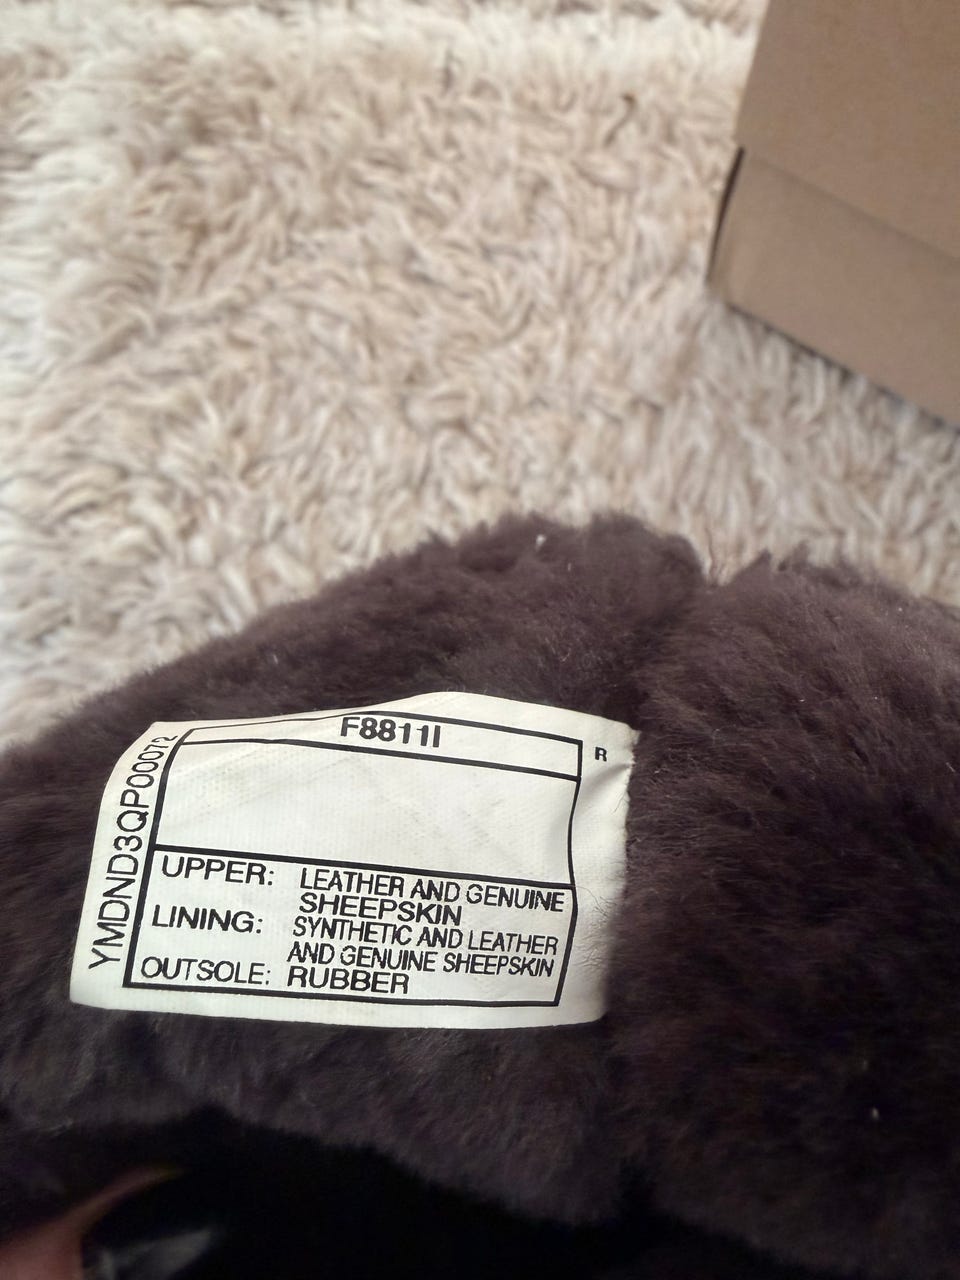 F8811I
R
YMDND3QP00072
UPPER: LEATHER AND GENUINE
SHEEPSKIN
LINING: SYNTHETIC AND LEATHER
AND GENUINE SHEEPSKIN
OUTSOLE: RUBBER